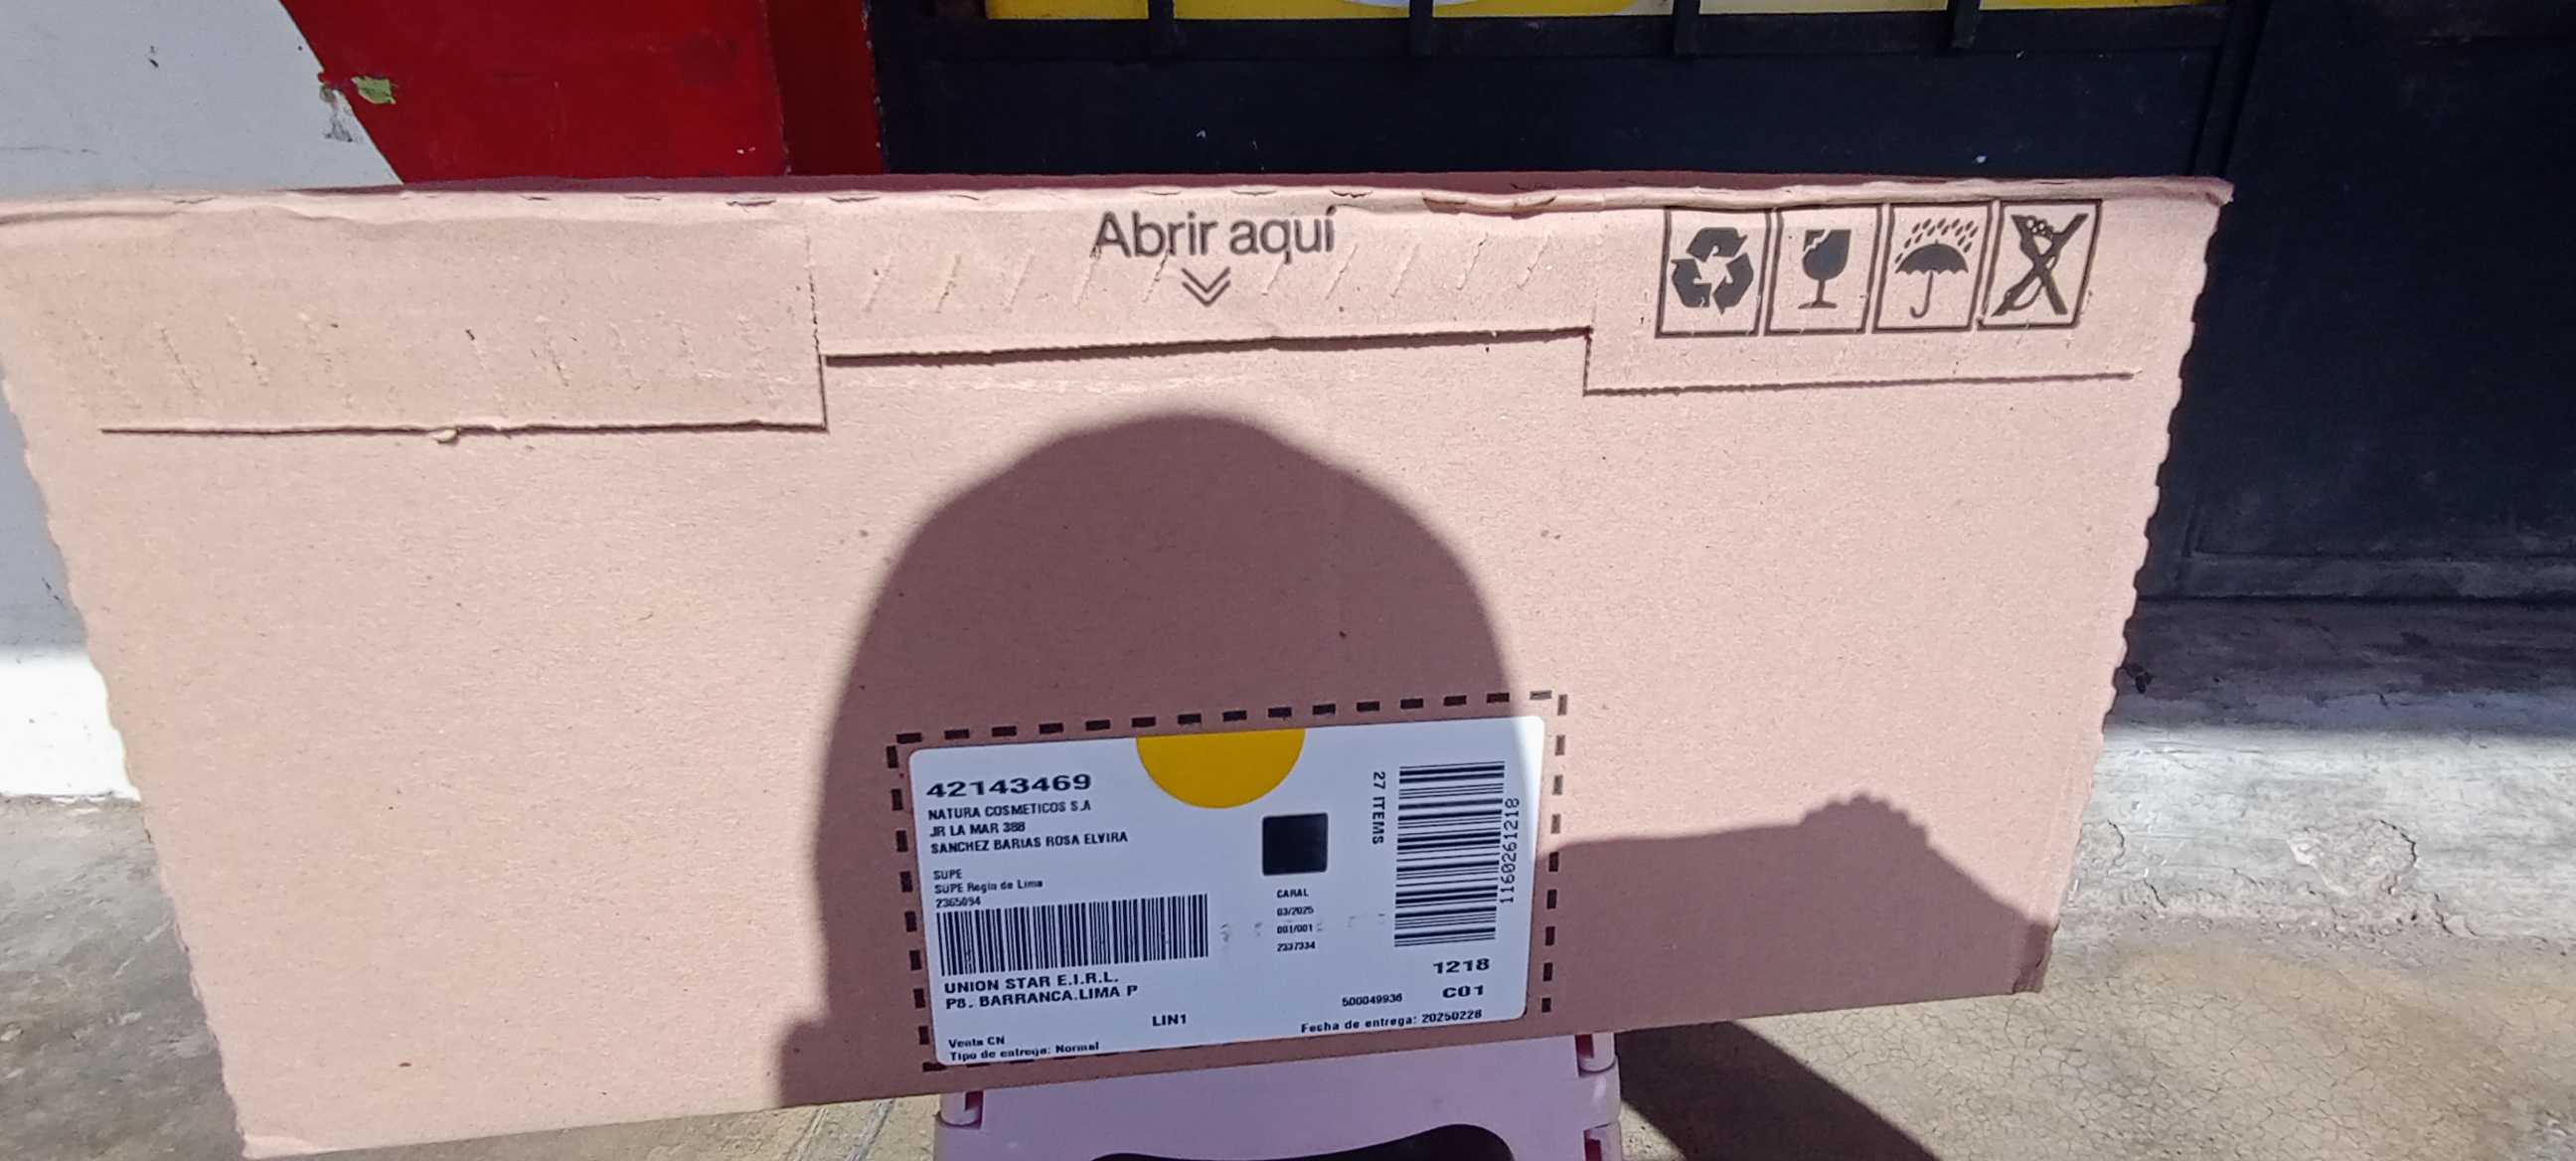 Abrir aquí
42143469
NATURA COSMETICOS S.A
JR LA MAR 388
SANCHEZ BARIAS ROSA ELVIRA
SUPE
SUPE Regin de Lima
2365094
UNION STAR E.I.R.L.
P8. BARRANCA.LIMA P
LIN1
Venta CN
Tipo de entrega: Normal
CARAL
03/2025
001/001
2337334
27 ITEMS
1160261218
1218
500049936 C01
Fecha de entrega: 20250228